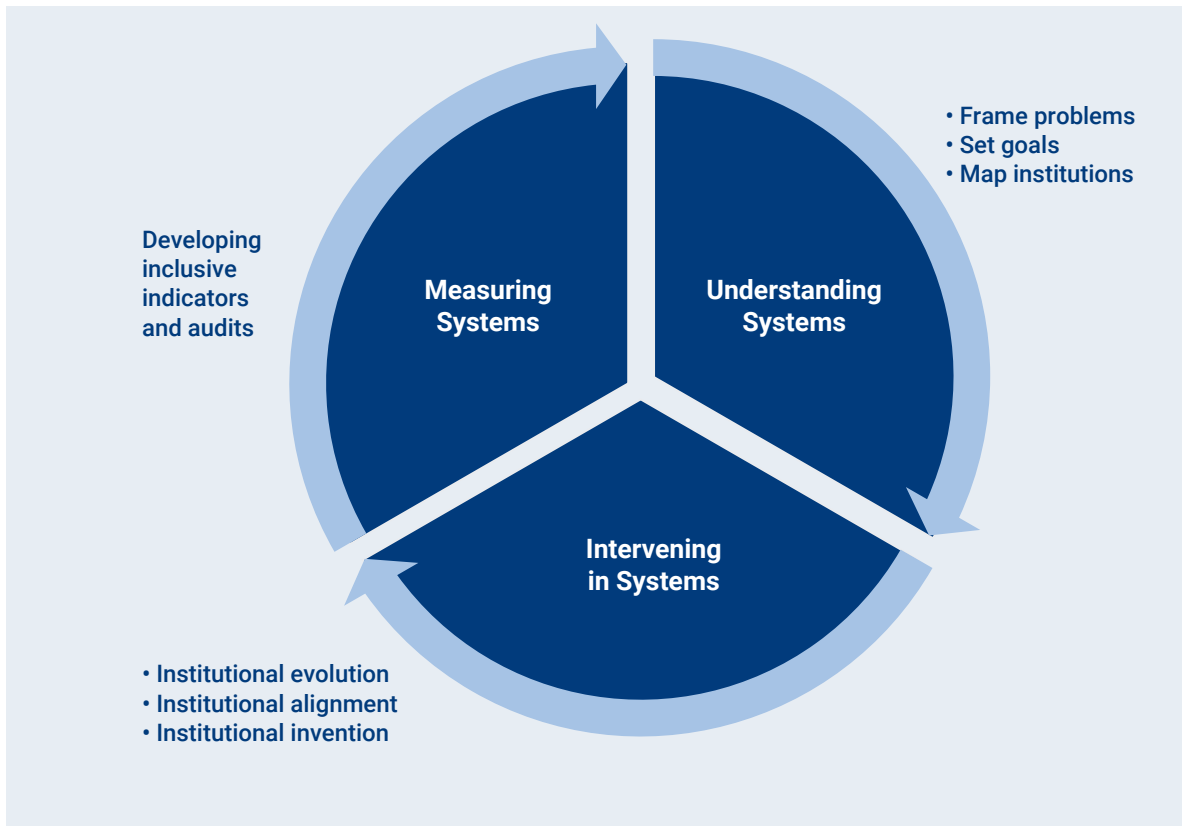 • Frame problems
• Set goals
• Map institutions
Developing
inclusive
indicators
and audits
Measuring
Systems
Understanding
Systems
Intervening
in Systems
• Institutional evolution
• Institutional alignment
• Institutional invention